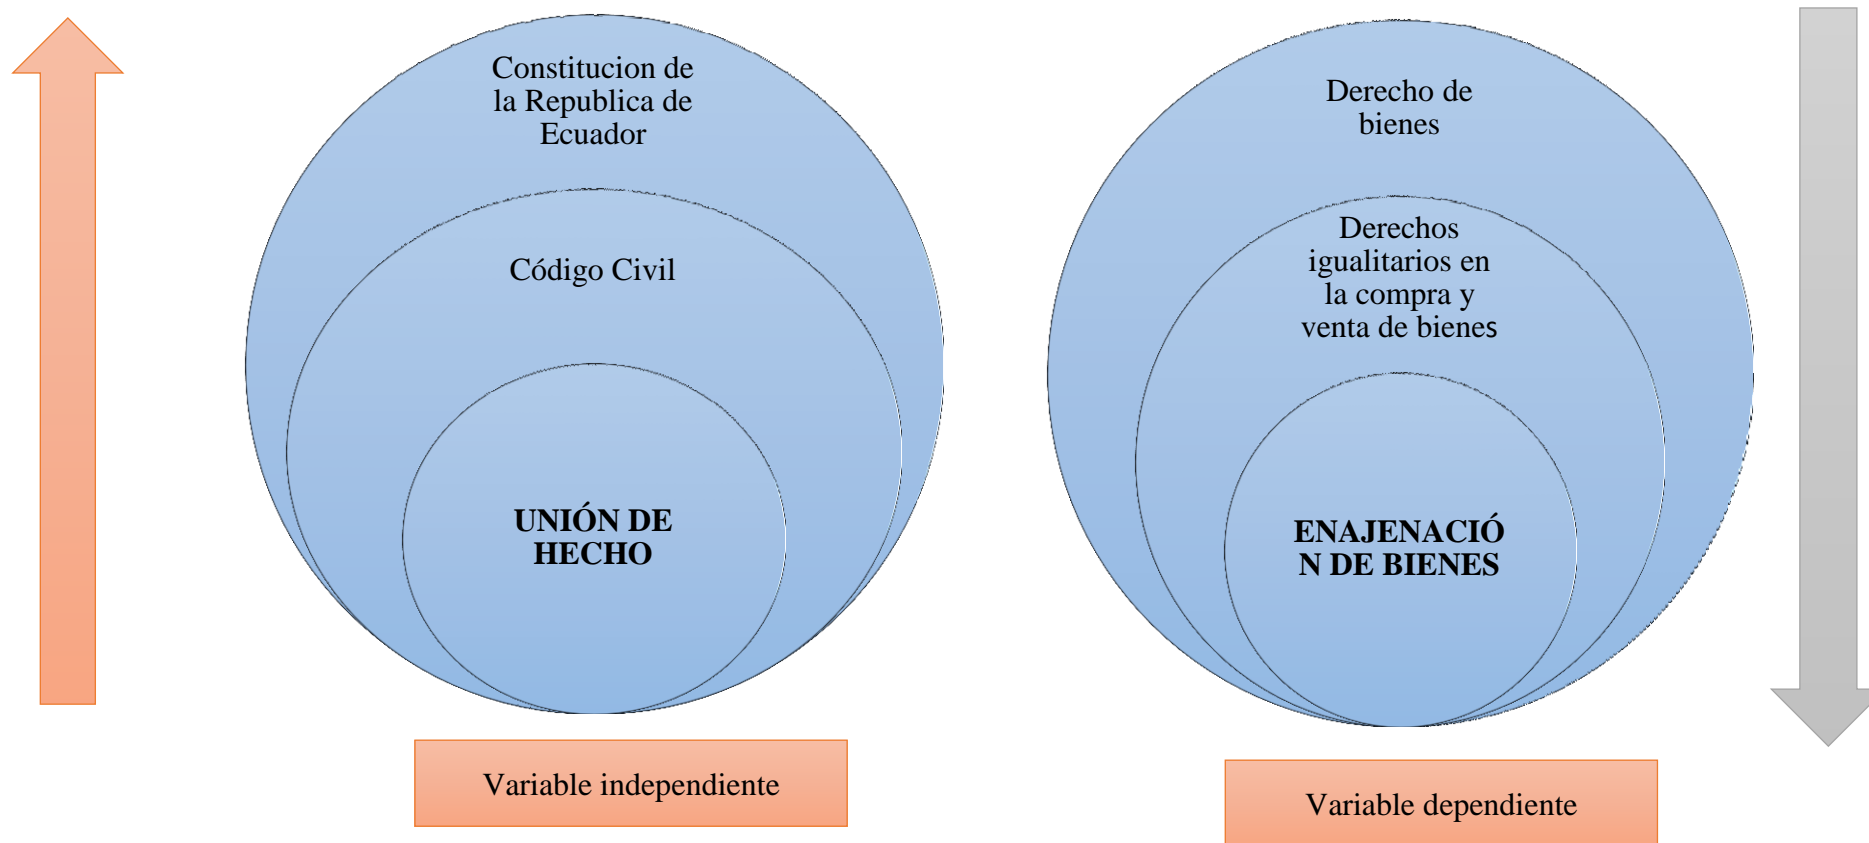 Constitucion de
la Republica de
Ecuador
Código Civil
UNIÓN DE
HECHO
Variable independiente
Derecho de
bienes
Derechos
igualitarios en
la compra y
venta de bienes
ENAJENACIÓ
N DE BIENES
Variable dependiente